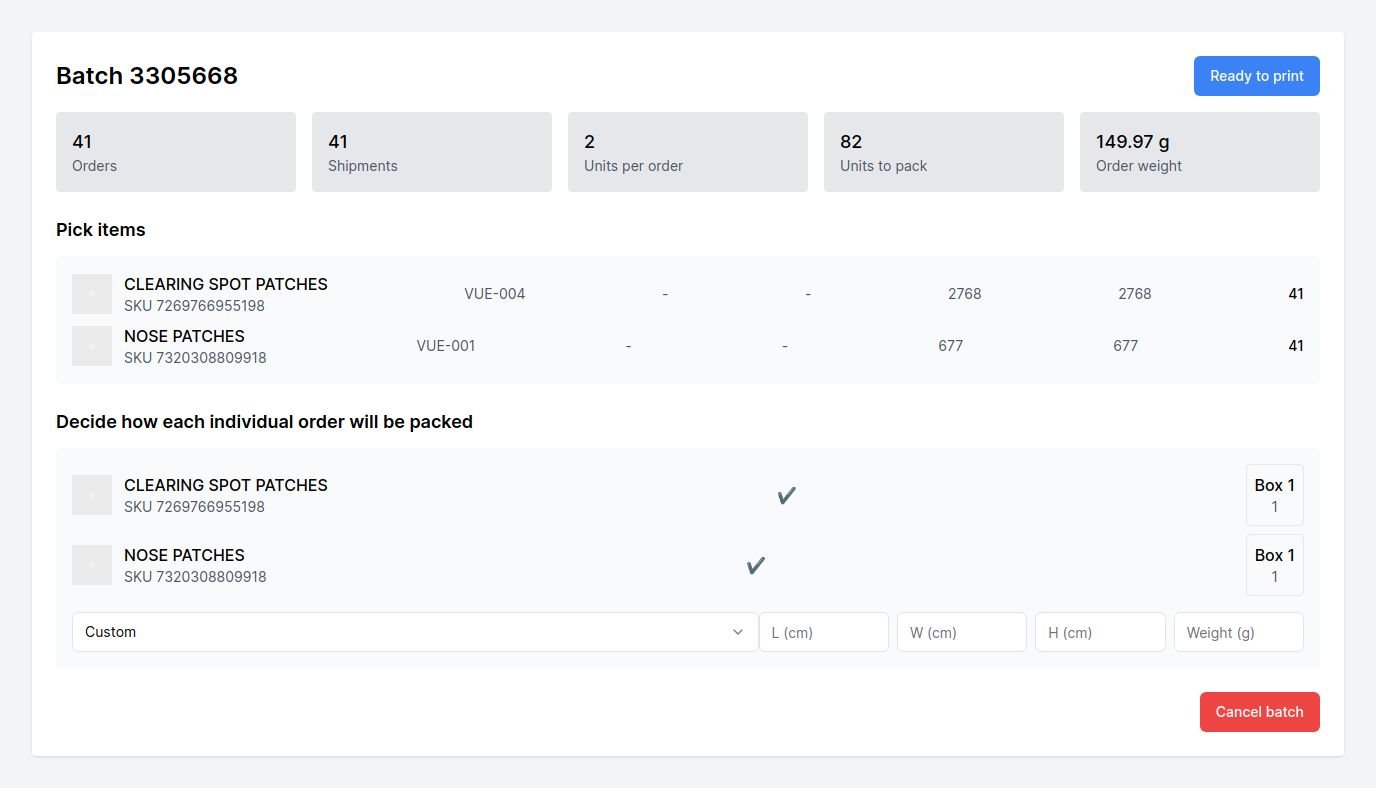 Batch 3305668
Ready to print
41
Orders
41
Shipments
2
Units per order
82
Units to pack
149.97 g
Order weight
Pick items
CLEARING SPOT PATCHES
SKU 7269766955198
VUE-004 - - 2768 2768 41
NOSE PATCHES
SKU 7320308809918
VUE-001 - - 677 677 41
Decide how each individual order will be packed
CLEARING SPOT PATCHES
SKU 7269766955198
✔
Box 1
1
NOSE PATCHES
SKU 7320308809918
✔
Box 1
1
Custom L (cm) W (cm) H (cm) Weight (g)
Cancel batch